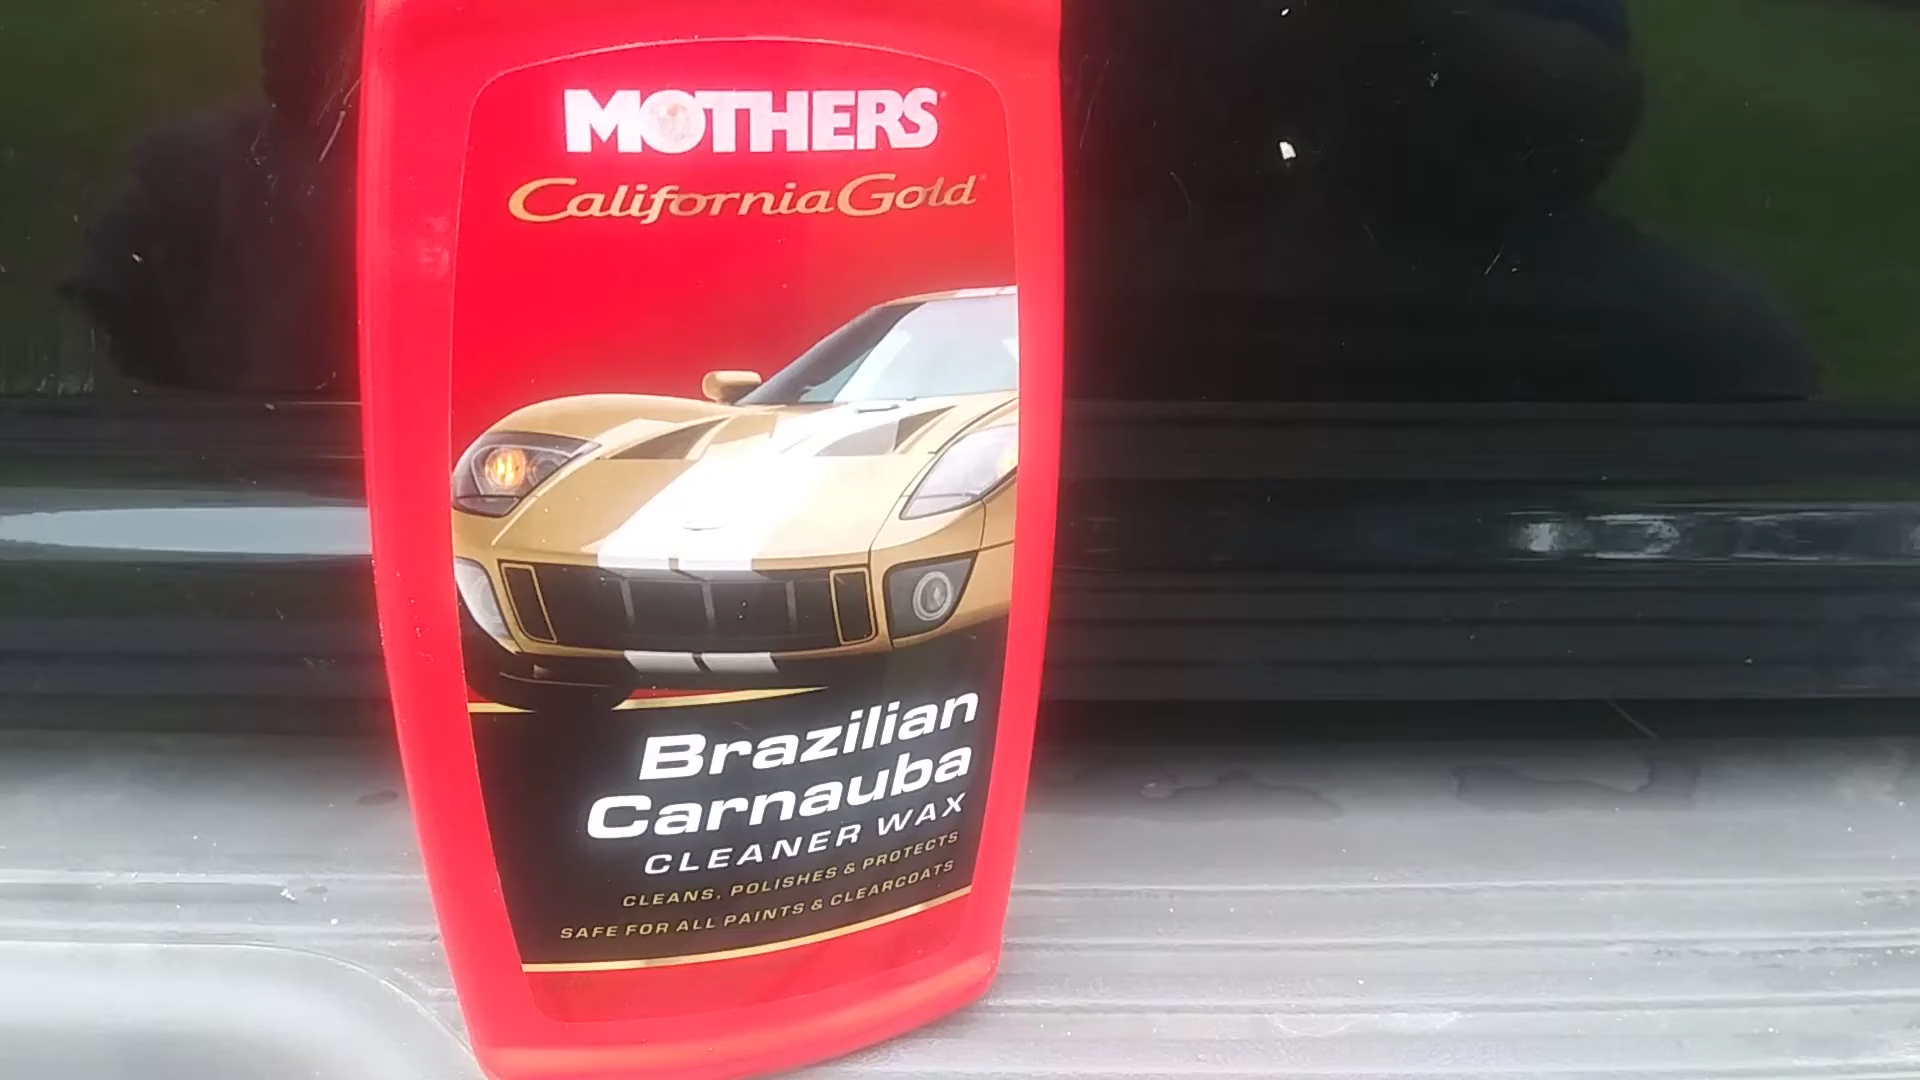 MOTHERS
California Gold
Brazilian
Carnauba
CLEANER WAX
CLEANS, POLISHES & PROTECTS
SAFE FOR ALL PAINTS & CLEARCOATS